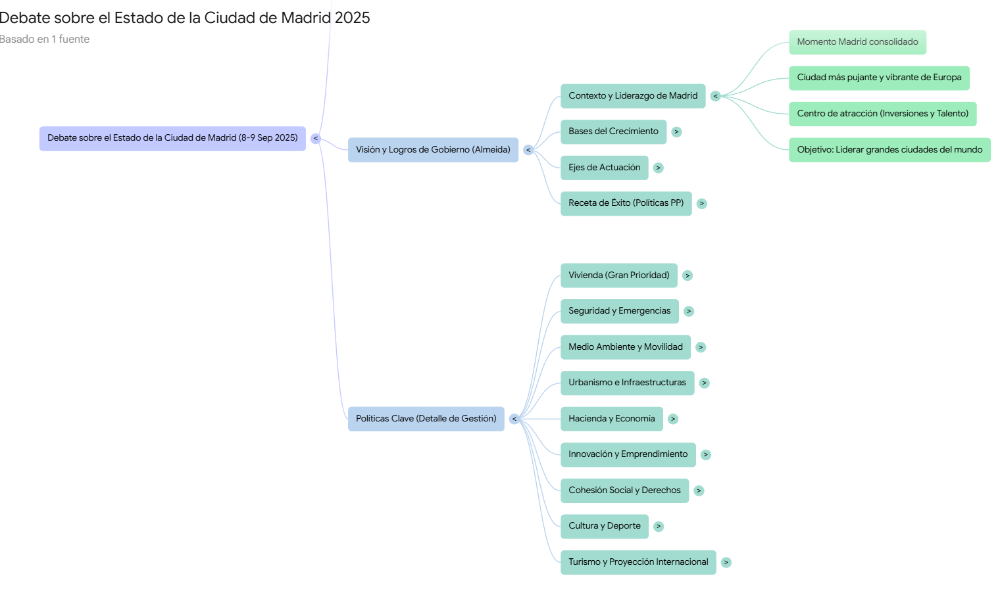 Debate sobre el Estado de la Ciudad de Madrid 2025
Basado en 1 fuente
Debate sobre el Estado de la Ciudad de Madrid (8-9 Sep 2025)
<
Visión y Logros de Gobierno (Almeida)
<
Contexto y Liderazgo de Madrid
<
Momento Madrid consolidado
Ciudad más pujante y vibrante de Europa
Centro de atracción (Inversiones y Talento)
Objetivo: Liderar grandes ciudades del mundo
Bases del Crecimiento
>
Ejes de Actuación
>
Receta de Éxito (Políticas PP)
>
Políticas Clave (Detalle de Gestión)
<
Vivienda (Gran Prioridad)
>
Seguridad y Emergencias
>
Medio Ambiente y Movilidad
>
Urbanismo e Infraestructuras
>
Hacienda y Economía
>
Innovación y Emprendimiento
>
Cohesión Social y Derechos
>
Cultura y Deporte
>
Turismo y Proyección Internacional
>